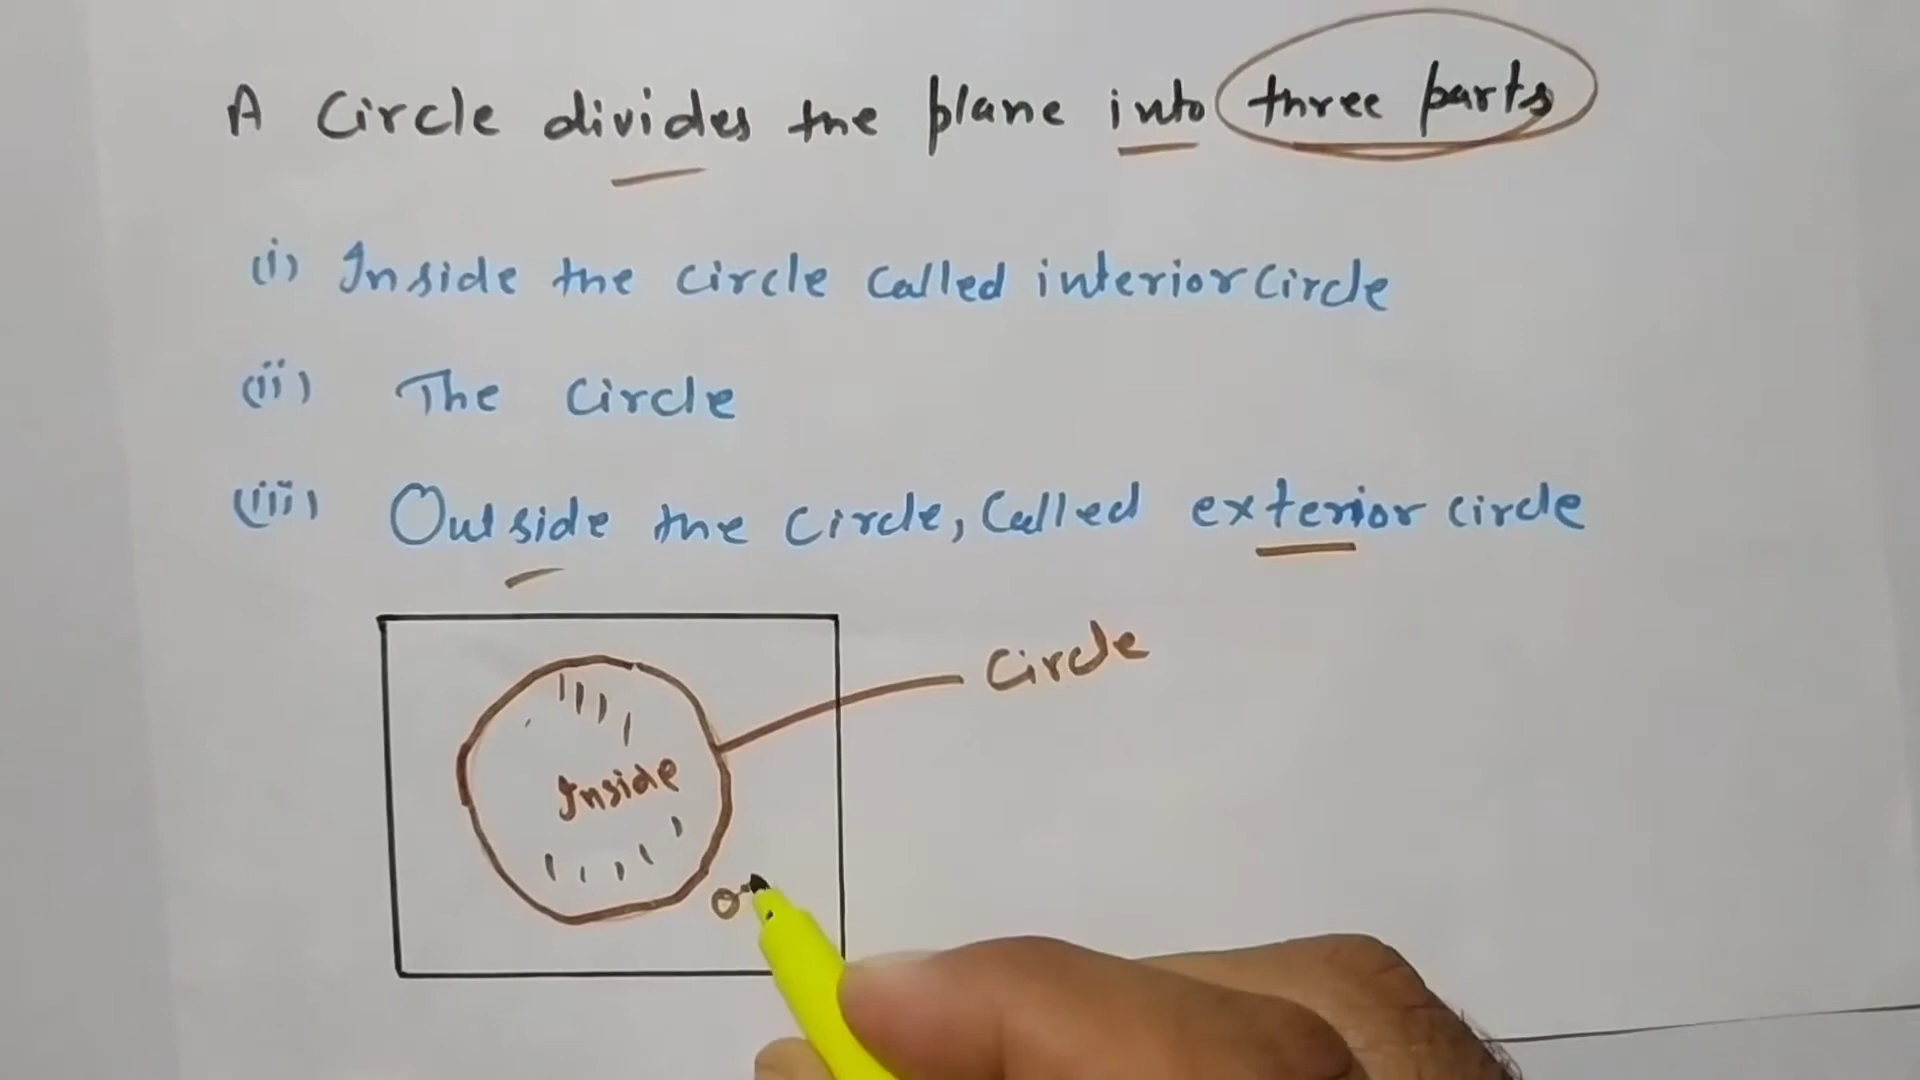 A Circle divides the plane into three parts
(i) Inside the circle called interior circle
(ii) The Circle
(iii) Outside the circle, Called exterior circle
Circle
Inside